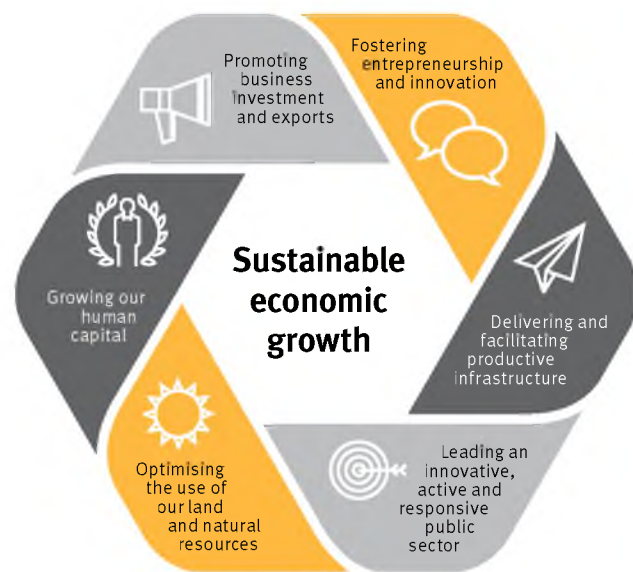 Promoting
business
investment
and exports
Fostering
entrepreneurship
and innovation
Sustainable
economic
growth
Growing our
human
capital
Delivering and
facilitating
productive
infrastructure
Optimising
the use of
our land
and natural
resources
Leading an
innovative,
active and
responsive
public
sector